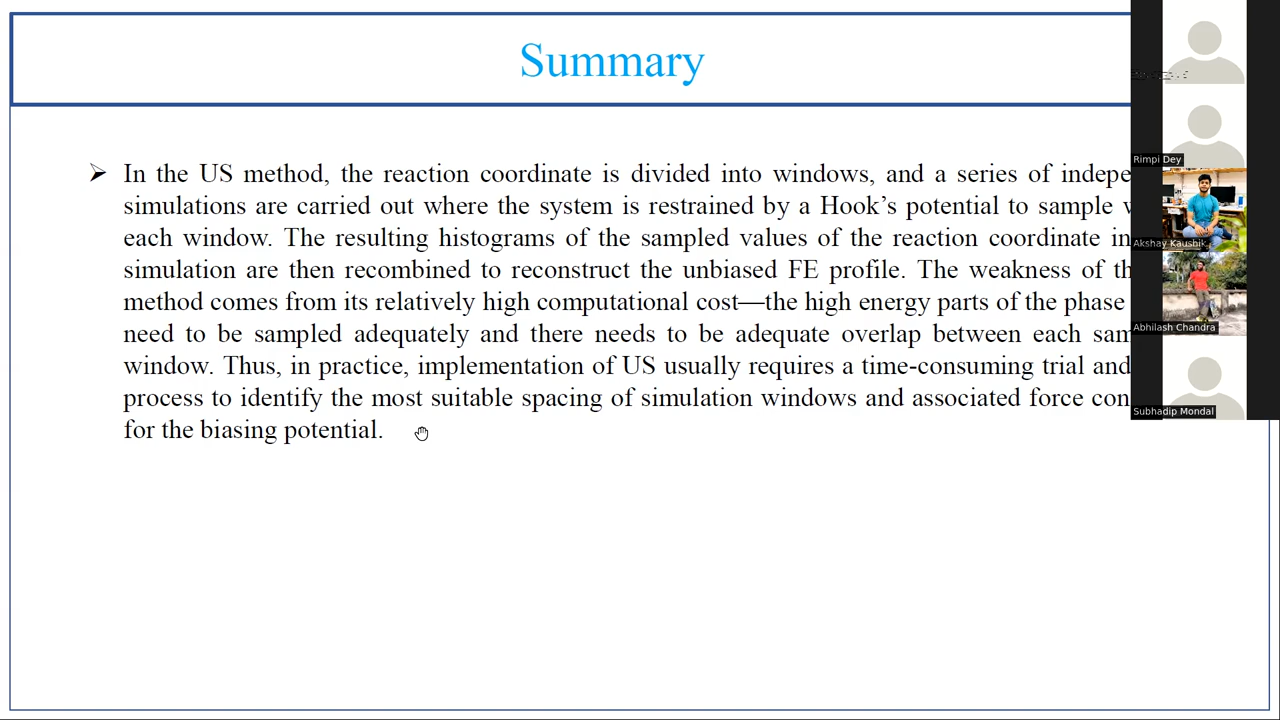 Summary
➢ In the US method, the reaction coordinate is divided into windows, and a series of indepe
simulations are carried out where the system is restrained by a Hook’s potential to sample
each window. The resulting histograms of the sampled values of the reaction coordinate in
simulation are then recombined to reconstruct the unbiased FE profile. The weakness of th
method comes from its relatively high computational cost—the high energy parts of the phase
need to be sampled adequately and there needs to be adequate overlap between each sam
window. Thus, in practice, implementation of US usually requires a time-consuming trial and
process to identify the most suitable spacing of simulation windows and associated force con
for the biasing potential.
Rimpi Dey
Akshay Kaushik
Abhilash Chandra
Subhadip Mondal